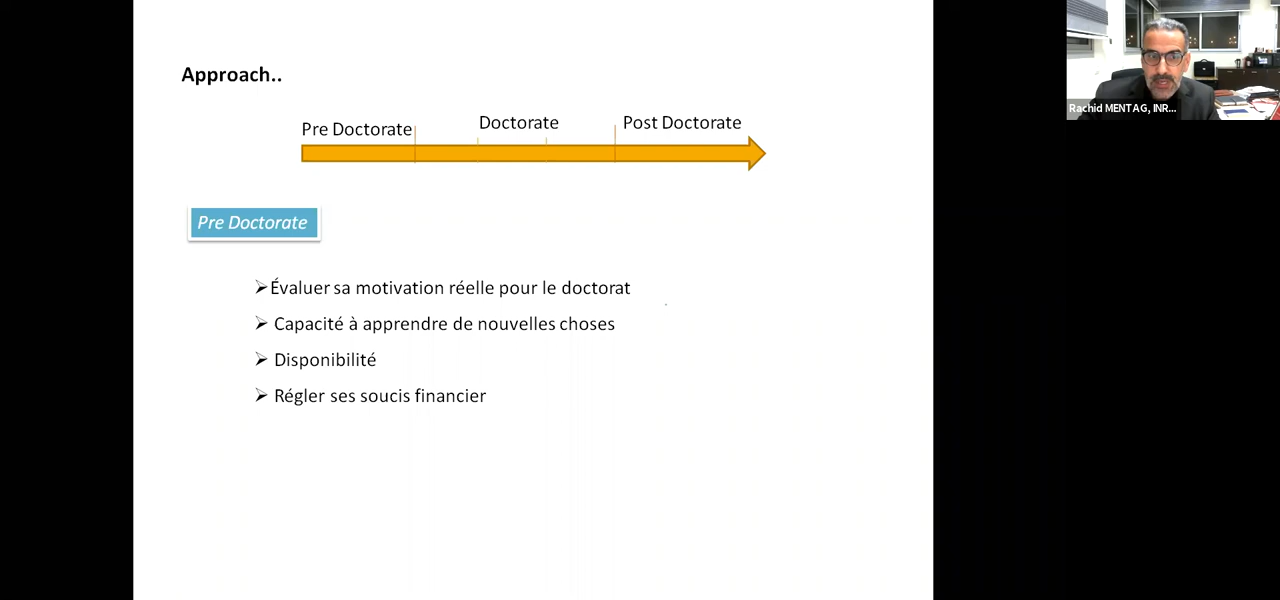 Approach..
Pre Doctorate
Doctorate
Post Doctorate
Pre Doctorate
Évaluer sa motivation réelle pour le doctorat
Capacité à apprendre de nouvelles choses
Disponibilité
Régler ses soucis financier
Rachid MENTAG, INR...